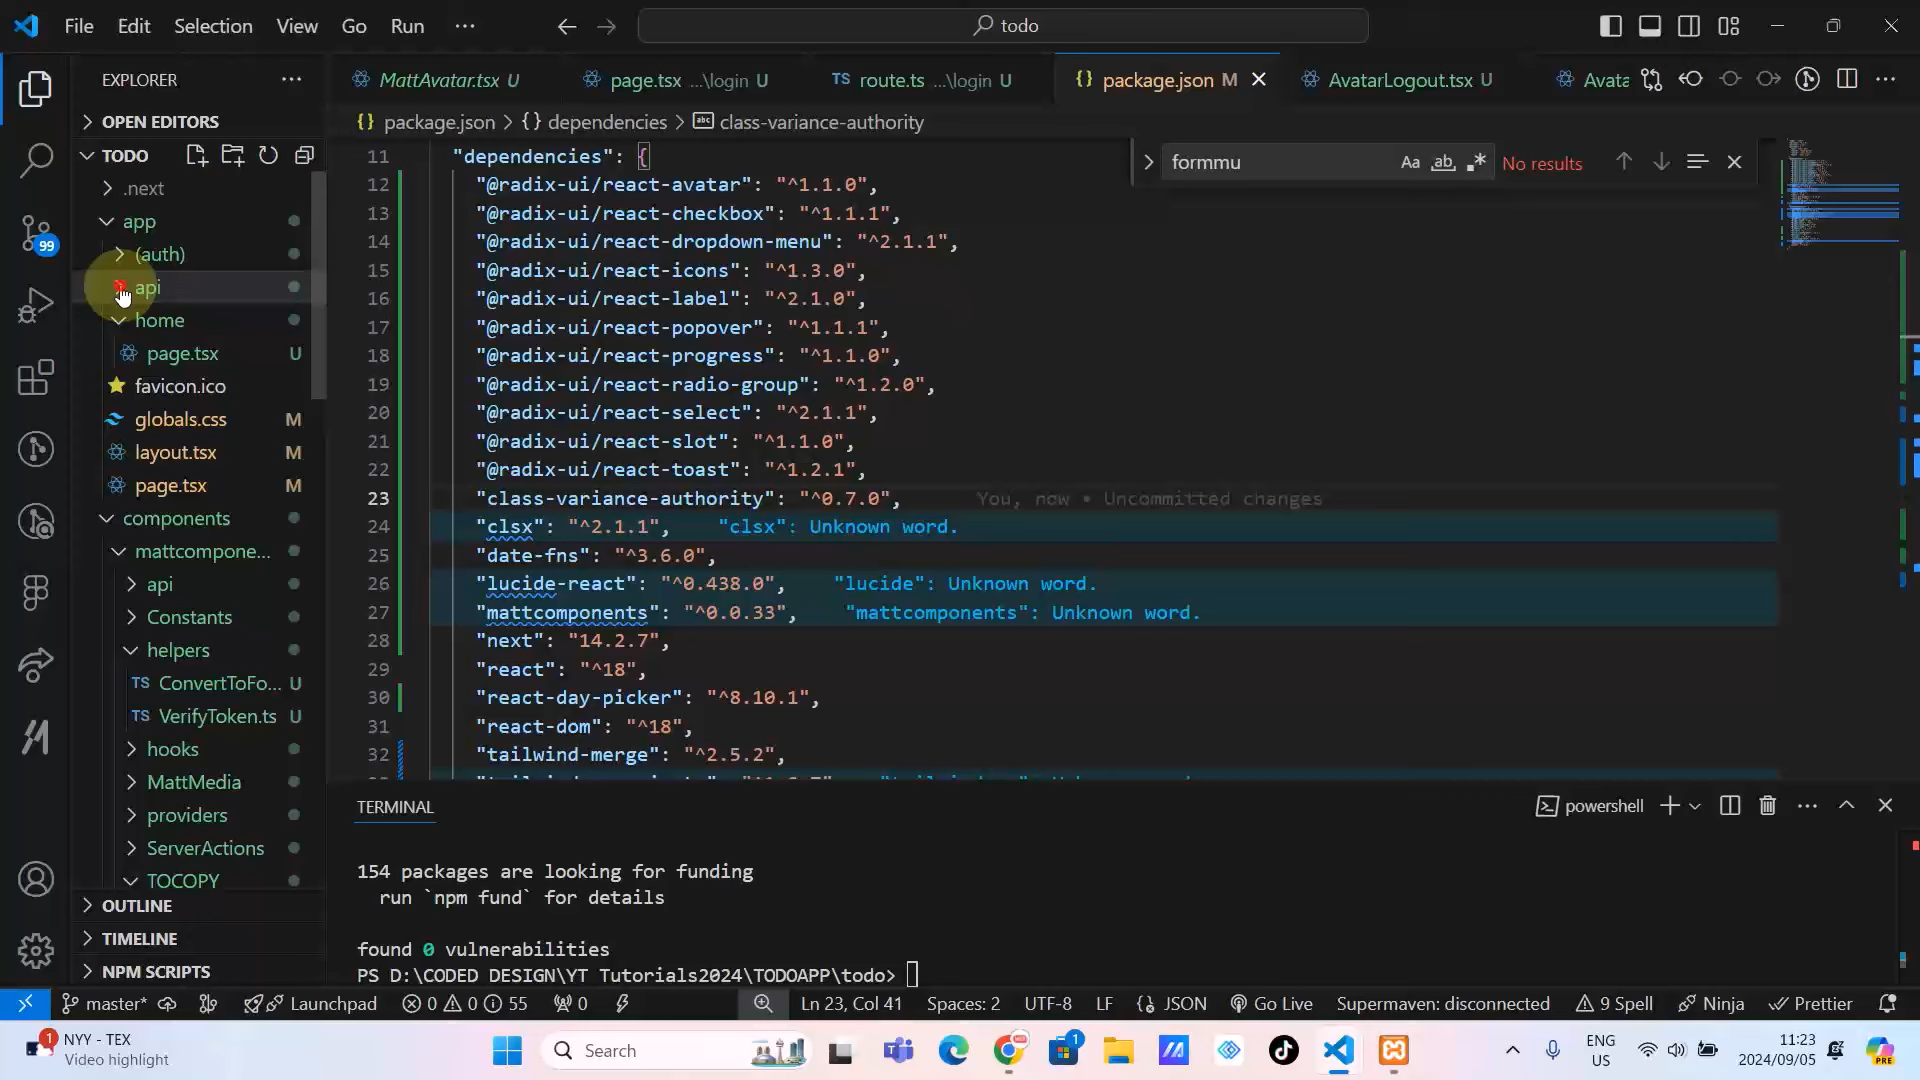 File Edit Selection View Go Run ··· todo
EXPLORER ···
MattAvatar.tsx U
page.tsx ...\login U
TS route.ts ...\login U
{} package.json M
AvatarLogout.tsx U
Avata
OPEN EDITORS
{} package.json > {} dependencies > abc class-variance-authority
TODO
.next
app
(auth)
api
home
page.tsx U
favicon.ico
globals.css M
layout.tsx M
page.tsx M
components
mattcompone...
api
Constants
helpers
TS ConvertToFo... U
TS VerifyToken.ts U
hooks
MattMedia
providers
ServerActions
TOCOPY
OUTLINE
TIMELINE
NPM SCRIPTS
formmu Aa ab No results
11 "dependencies": {
12 "@radix-ui/react-avatar": "^1.1.0",
13 "@radix-ui/react-checkbox": "^1.1.1",
14 "@radix-ui/react-dropdown-menu": "^2.1.1",
15 "@radix-ui/react-icons": "^1.3.0",
16 "@radix-ui/react-label": "^2.1.0",
17 "@radix-ui/react-popover": "^1.1.1",
18 "@radix-ui/react-progress": "^1.1.0",
19 "@radix-ui/react-radio-group": "^1.2.0",
20 "@radix-ui/react-select": "^2.1.1",
21 "@radix-ui/react-slot": "^1.1.0",
22 "@radix-ui/react-toast": "^1.2.1",
23 "class-variance-authority": "^0.7.0", You, now • Uncommitted changes
24 "clsx": "^2.1.1", "clsx": Unknown word.
25 "date-fns": "^3.6.0",
26 "lucide-react": "^0.438.0", "lucide": Unknown word.
27 "mattcomponents": "^0.0.33", "mattcomponents": Unknown word.
28 "next": "14.2.7",
29 "react": "^18",
30 "react-day-picker": "^8.10.1",
31 "react-dom": "^18",
32 "tailwind-merge": "^2.5.2",
TERMINAL
powershell
154 packages are looking for funding
run `npm fund` for details
found 0 vulnerabilities
PS D:\CODED DESIGN\YT Tutorials2024\TODOAPP\todo>
99
master* Launchpad 0 0 55 0 Ln 23, Col 41 Spaces: 2 UTF-8 LF {} JSON Go Live Supermaven: disconnected 9 Spell Ninja Prettier
1
NYY - TEX
Video highlight
Search
1
ENG
US
11:23
2024/09/05
PRE